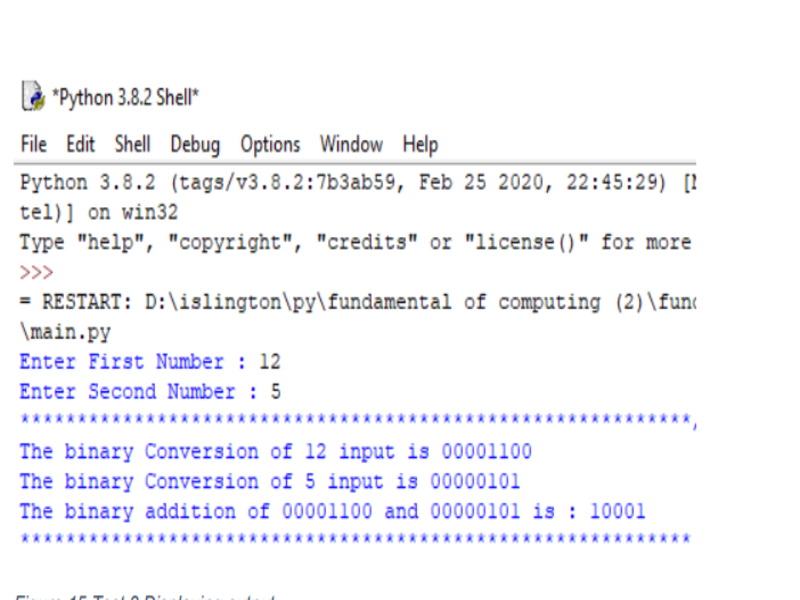 *Python 3.8.2 Shell*
File Edit Shell Debug Options Window Help
Python 3.8.2 (tags/v3.8.2:7b3ab59, Feb 25 2020, 22:45:29) [
tel)] on win32
Type "help", "copyright", "credits" or "license()" for more
>>>
= RESTART: D:\islington\py\fundamental of computing (2)\func
\main.py
Enter First Number : 12
Enter Second Number : 5
************************************************************
The binary Conversion of 12 input is 00001100
The binary Conversion of 5 input is 00000101
The binary addition of 00001100 and 00000101 is : 10001
************************************************************